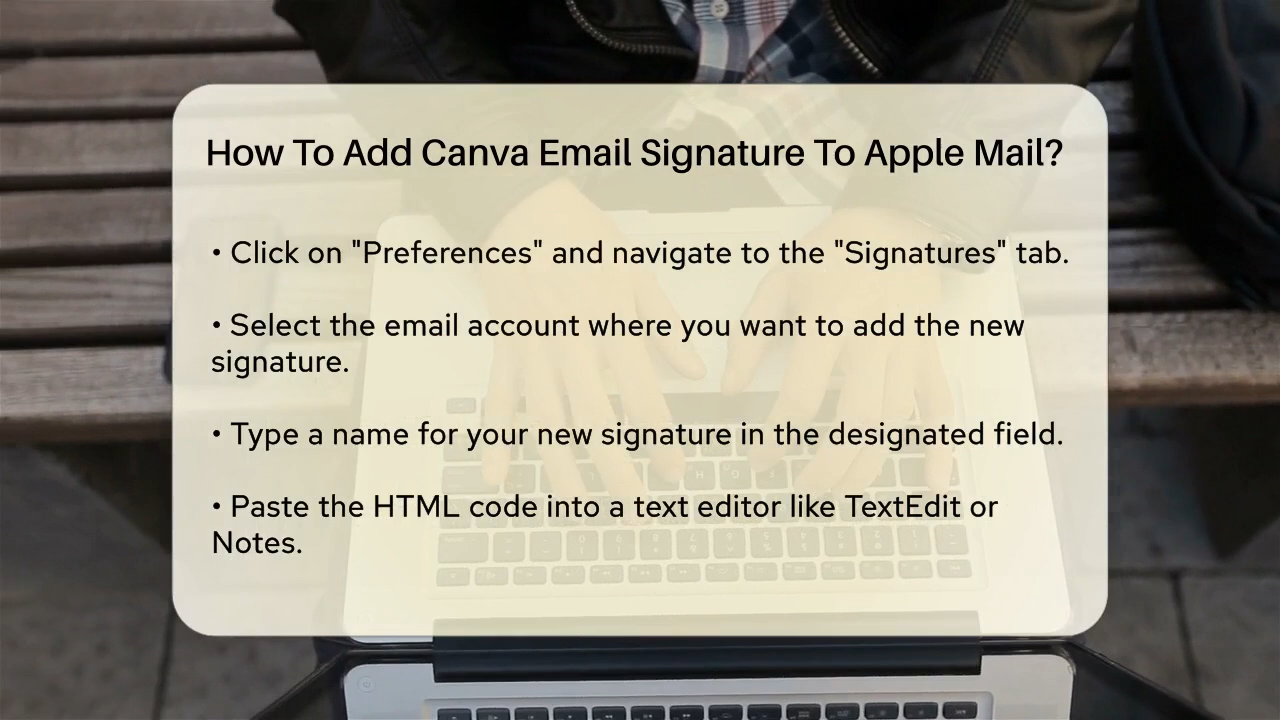 How To Add Canva Email Signature To Apple Mail?
• Click on "Preferences" and navigate to the "Signatures" tab.
• Select the email account where you want to add the new
signature.
• Type a name for your new signature in the designated field.
• Paste the HTML code into a text editor like TextEdit or
Notes.